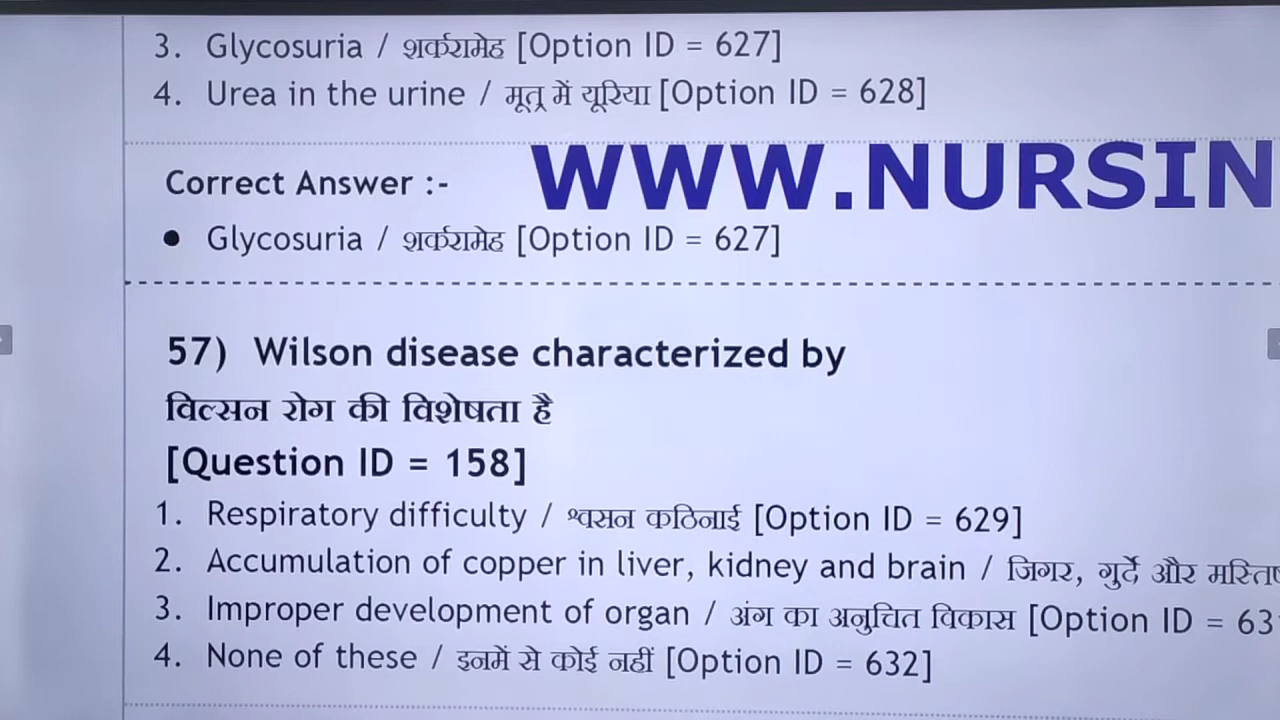 3. Glycosuria / शर्करामेह [Option ID = 627]
4. Urea in the urine / मूत्र में यूरिया [Option ID = 628]
WWW.NURSIN
Correct Answer :-
● Glycosuria / शर्करामेह [Option ID = 627]
57) Wilson disease characterized by
विल्सन रोग की विशेषता है
[Question ID = 158]
1. Respiratory difficulty / श्वसन कठिनाई [Option ID = 629]
2. Accumulation of copper in liver, kidney and brain / जिगर, गुर्दे और
3. Improper development of organ / अंग का अनुचित विकास [Option ID = 63
4. None of these / इनमें से कोई नहीं [Option ID = 632]